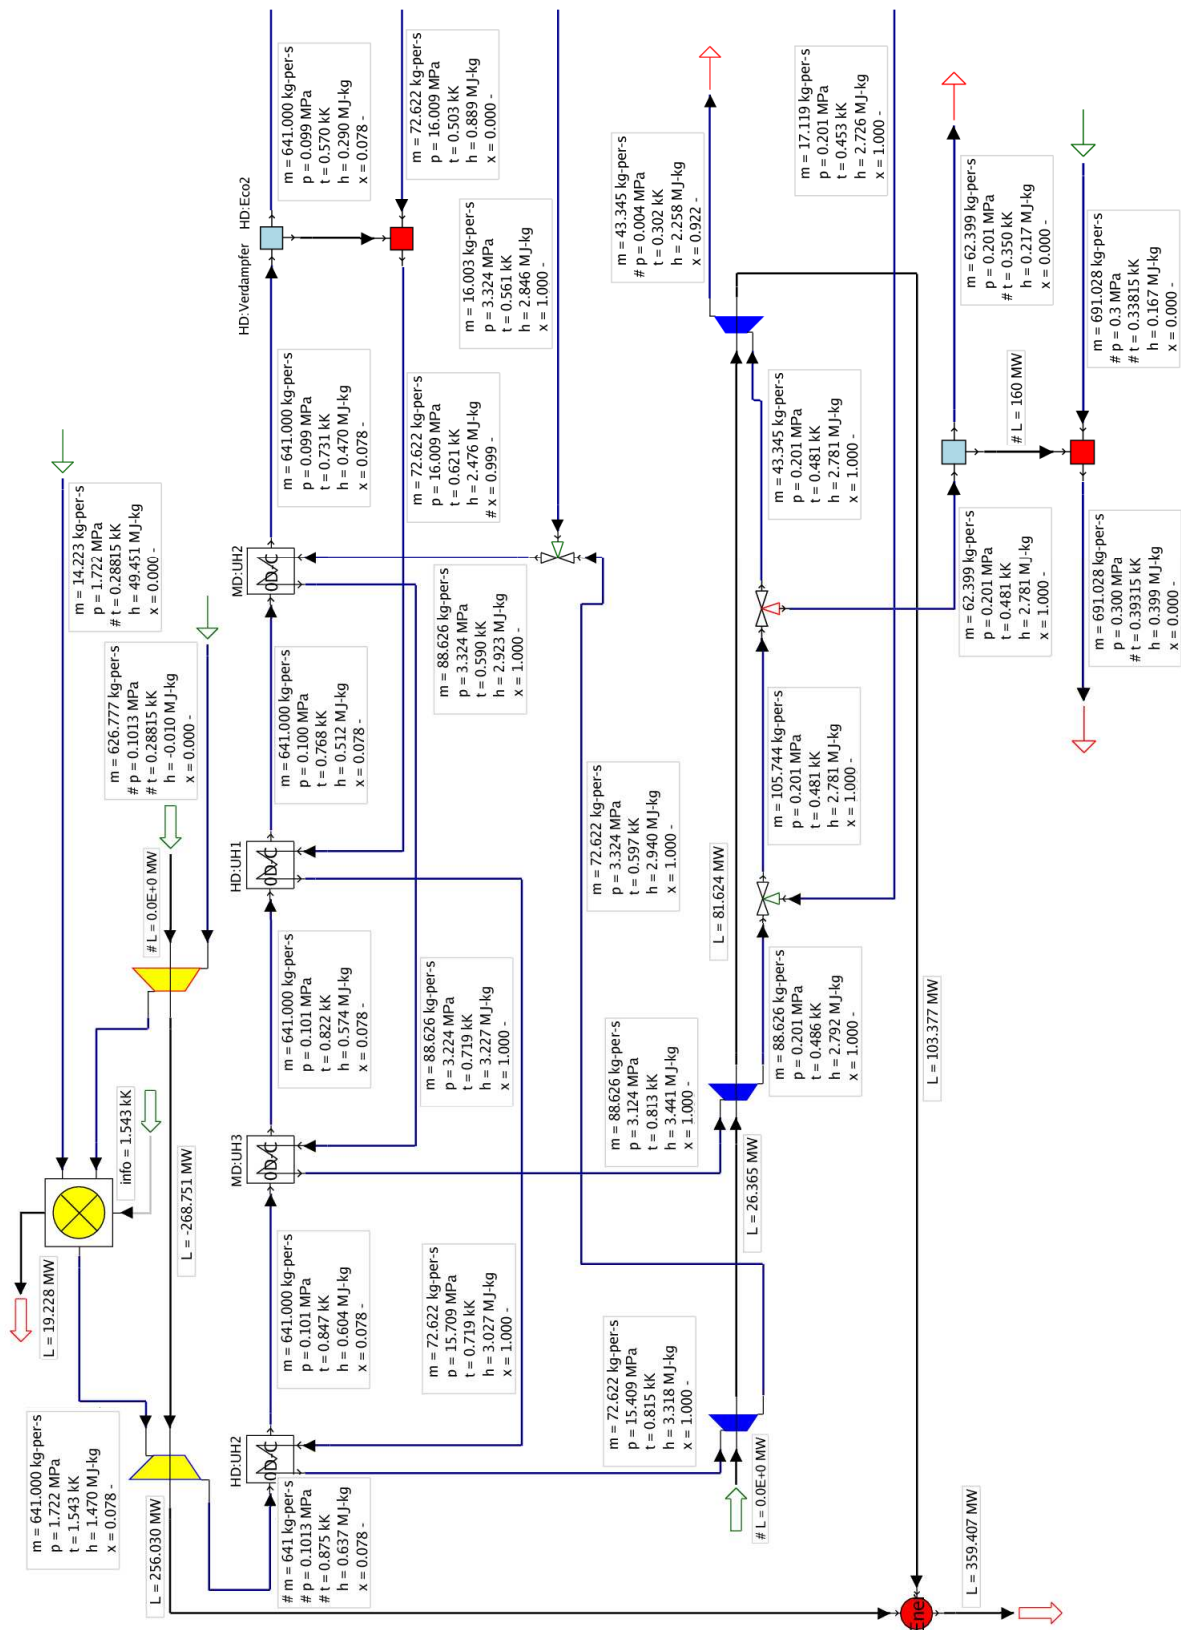 L = 19.228 MW
m = 641.000 kg-per-s
p = 1.722 MPa
t = 1.543 kK
h = 1.470 MJ-kg
x = 0.078 -
m = 14.223 kg-per-s
p = 1.722 MPa
# t = 0.28815 kK
h = 49.451 MJ-kg
x = 0.000 -
info = 1.543 kK
m = 626.777 kg-per-s
# p = 0.1013 MPa
# t = 0.28815 kK
h = -0.010 MJ-kg
x = 0.000 -
L = 256.030 MW
L = -268.751 MW
# L = 0.0E+0 MW
HD:UH2
MD:UH3
HD:UH1
MD:UH2
HD:Verdampfer
HD:Eco2
0D/C
0D/C
0D/C
0D/C
# m = 641 kg-per-s
# p = 0.1013 MPa
# t = 0.875 kK
h = 0.637 MJ-kg
x = 0.078 -
m = 641.000 kg-per-s
p = 0.101 MPa
t = 0.847 kK
h = 0.604 MJ-kg
x = 0.078 -
m = 641.000 kg-per-s
p = 0.101 MPa
t = 0.822 kK
h = 0.574 MJ-kg
x = 0.078 -
m = 641.000 kg-per-s
p = 0.100 MPa
t = 0.768 kK
h = 0.512 MJ-kg
x = 0.078 -
m = 641.000 kg-per-s
p = 0.099 MPa
t = 0.731 kK
h = 0.470 MJ-kg
x = 0.078 -
m = 641.000 kg-per-s
p = 0.099 MPa
t = 0.570 kK
h = 0.290 MJ-kg
x = 0.078 -
m = 72.622 kg-per-s
p = 15.709 MPa
t = 0.719 kK
h = 3.027 MJ-kg
x = 1.000 -
m = 88.626 kg-per-s
p = 3.224 MPa
t = 0.719 kK
h = 3.227 MJ-kg
x = 1.000 -
m = 88.626 kg-per-s
p = 3.324 MPa
t = 0.590 kK
h = 2.923 MJ-kg
x = 1.000 -
m = 72.622 kg-per-s
p = 16.009 MPa
t = 0.621 kK
h = 2.476 MJ-kg
# x = 0.999 -
m = 16.003 kg-per-s
p = 3.324 MPa
t = 0.561 kK
h = 2.846 MJ-kg
x = 1.000 -
m = 72.622 kg-per-s
p = 16.009 MPa
t = 0.503 kK
h = 0.889 MJ-kg
x = 0.000 -
m = 72.622 kg-per-s
p = 15.409 MPa
t = 0.815 kK
h = 3.318 MJ-kg
x = 1.000 -
m = 88.626 kg-per-s
p = 3.124 MPa
t = 0.813 kK
h = 3.441 MJ-kg
x = 1.000 -
m = 72.622 kg-per-s
p = 3.324 MPa
t = 0.597 kK
h = 2.940 MJ-kg
x = 1.000 -
m = 43.345 kg-per-s
# p = 0.004 MPa
t = 0.302 kK
h = 2.258 MJ-kg
x = 0.922 -
# L = 0.0E+0 MW
L = 26.365 MW
L = 81.624 MW
m = 88.626 kg-per-s
p = 0.201 MPa
t = 0.486 kK
h = 2.792 MJ-kg
x = 1.000 -
m = 105.744 kg-per-s
p = 0.201 MPa
t = 0.481 kK
h = 2.781 MJ-kg
x = 1.000 -
m = 43.345 kg-per-s
p = 0.201 MPa
t = 0.481 kK
h = 2.781 MJ-kg
x = 1.000 -
m = 17.119 kg-per-s
p = 0.201 MPa
t = 0.453 kK
h = 2.726 MJ-kg
x = 1.000 -
Ener
L = 359.407 MW
L = 103.377 MW
m = 62.399 kg-per-s
p = 0.201 MPa
t = 0.481 kK
h = 2.781 MJ-kg
x = 1.000 -
# L = 160 MW
m = 62.399 kg-per-s
p = 0.201 MPa
# t = 0.350 kK
h = 0.217 MJ-kg
x = 0.000 -
m = 691.028 kg-per-s
p = 0.300 MPa
# t = 0.39315 kK
h = 0.399 MJ-kg
x = 0.000 -
m = 691.028 kg-per-s
# p = 0.3 MPa
# t = 0.33815 kK
h = 0.167 MJ-kg
x = 0.000 -